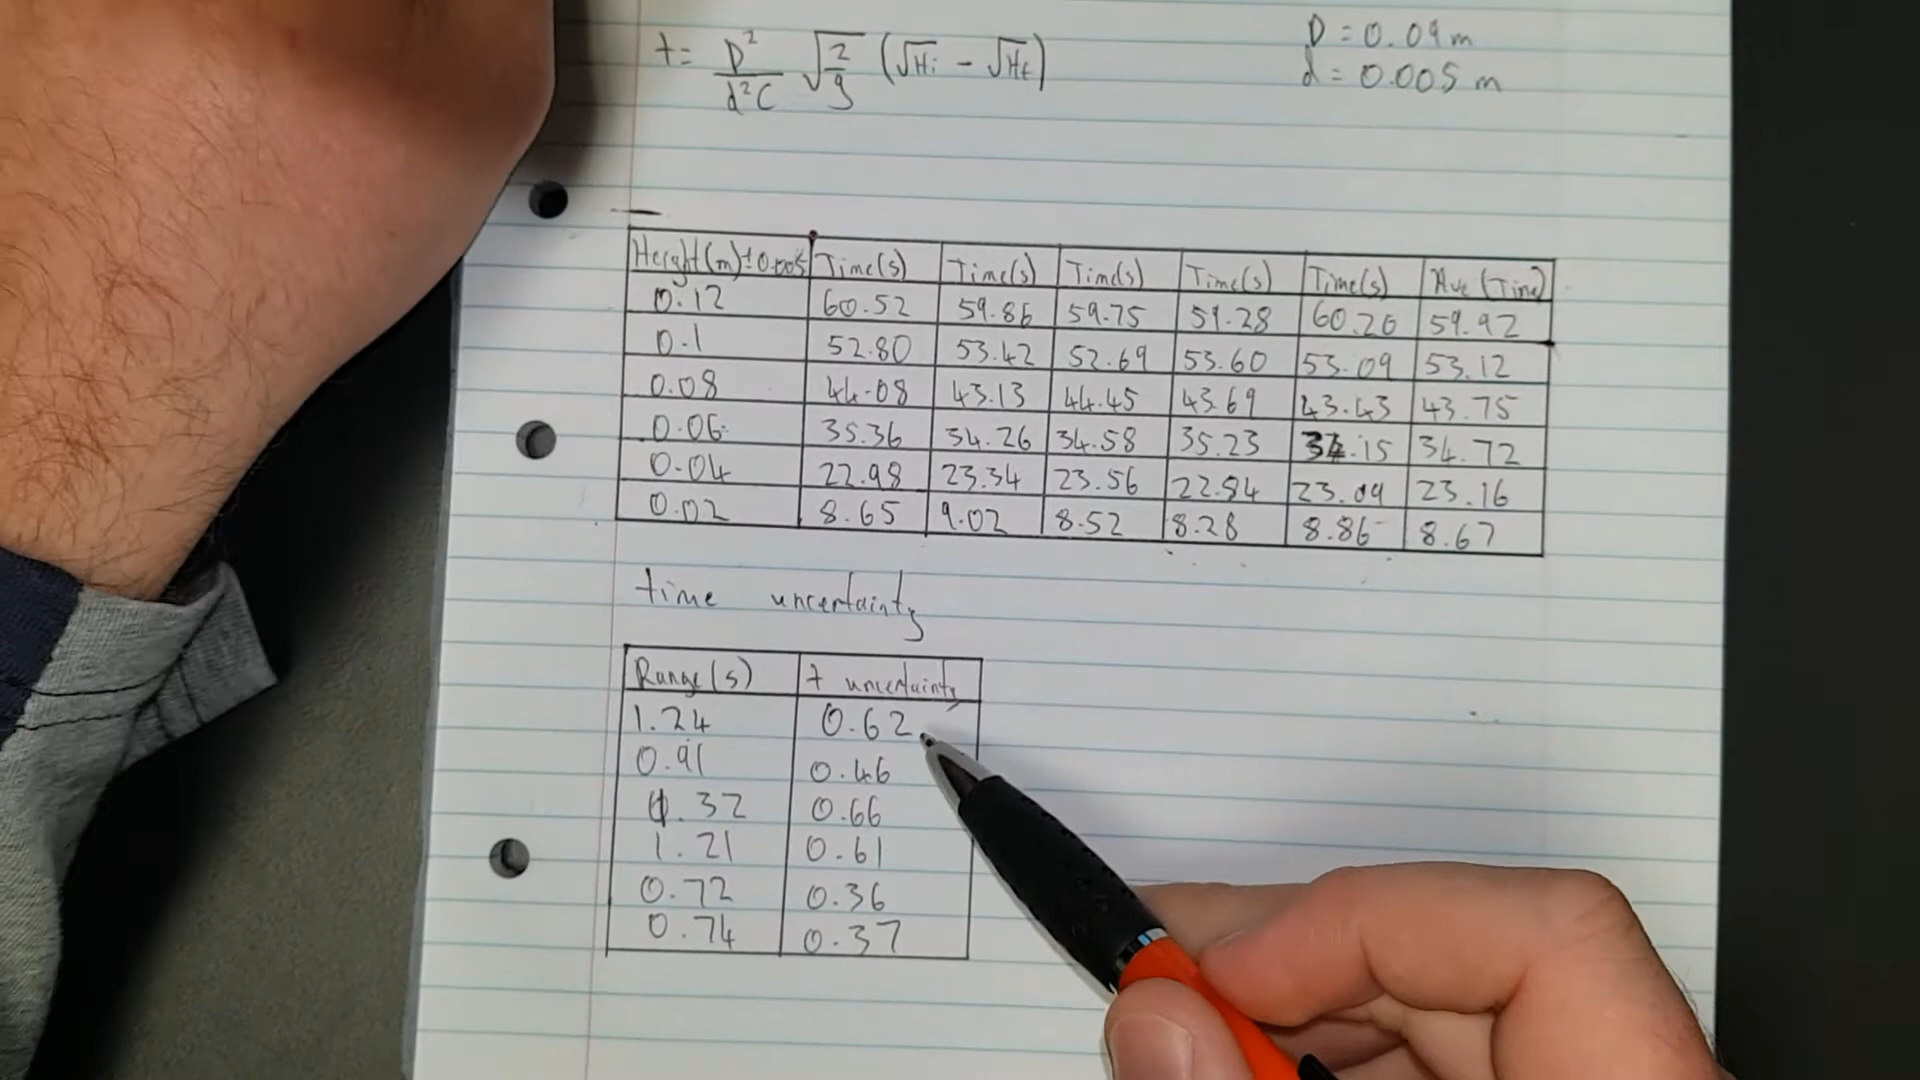 t = D² / d²C √2/g (√Hi - √Hf)
D = 0.09 m
d = 0.005 m
Height(m)±0.005 Time(s) Time(s) Time(s) Time(s) Time(s) Ave (Time)
0.12 60.52 59.86 59.75 59.28 60.20 59.92
0.1 52.80 53.42 52.69 53.60 53.09 53.12
0.08 44.08 43.13 44.45 43.69 43.43 43.75
0.06 35.36 34.26 34.58 35.23 34.15 34.72
0.04 22.98 23.34 23.56 22.84 23.09 23.16
0.02 8.65 9.02 8.52 8.28 8.86 8.67
time uncertainty
Range(s) t uncertainty
1.24 0.62
0.91 0.46
1.32 0.66
1.21 0.61
0.72 0.36
0.74 0.37